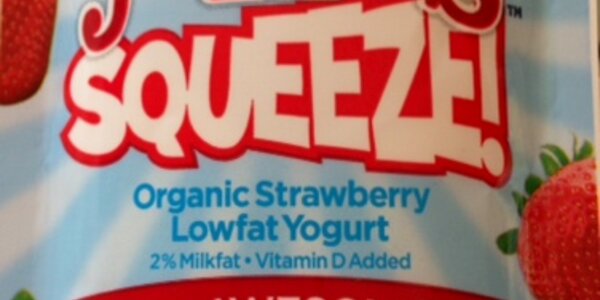 SQUEEZE!
Organic Strawberry
Lowfat Yogurt
2% Milkfat • Vitamin D Added